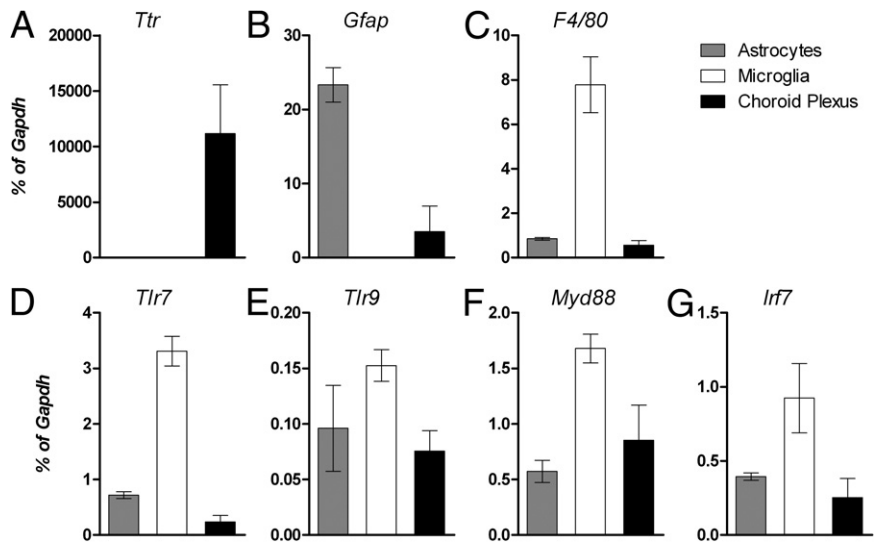 A Ttr
B Gfap
C F4/80
Astrocytes
Microglia
Choroid Plexus
% of Gapdh
20000
15000
10000
5000
0
30
20
10
0
10
8
6
4
2
0
D Tlr7
E Tlr9
F Myd88
G Irf7
% of Gapdh
4
3
2
1
0
0.20
0.15
0.10
0.05
0.00
2.0
1.5
1.0
0.5
0.0
1.5
1.0
0.5
0.0